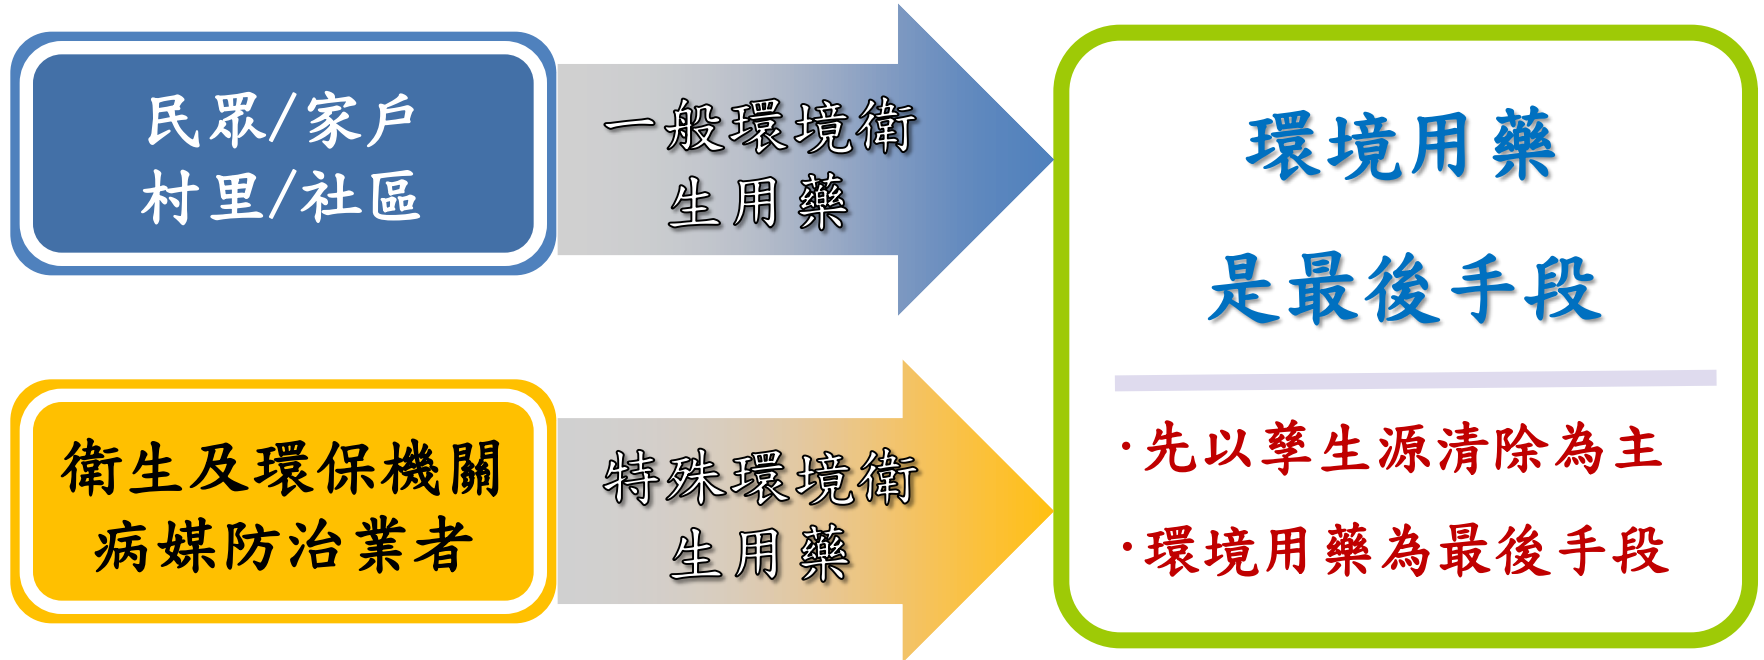 民眾/家戶
村里/社區
一般環境衛
生用藥
衛生及環保機關
病媒防治業者
特殊環境衛
生用藥
環境用藥
是最後手段
·先以孳生源清除為主
·環境用藥為最後手段